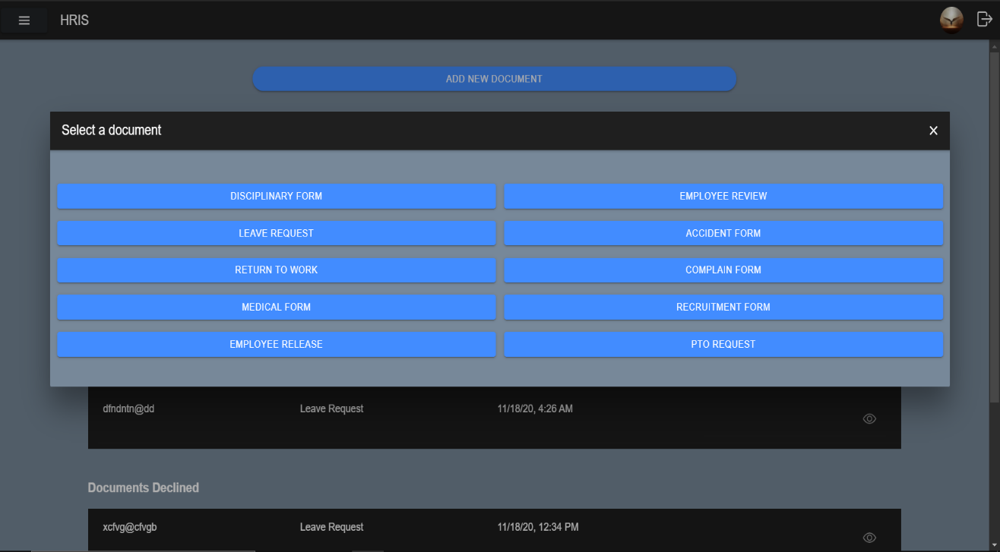 HRIS
ADD NEW DOCUMENT
Select a document
DISCIPLINARY FORM EMPLOYEE REVIEW
LEAVE REQUEST ACCIDENT FORM
RETURN TO WORK COMPLAIN FORM
MEDICAL FORM RECRUITMENT FORM
EMPLOYEE RELEASE PTO REQUEST
dfndntn@dd Leave Request 11/18/20, 4:26 AM
Documents Declined
xcfvg@cfvgb Leave Request 11/18/20, 12:34 PM